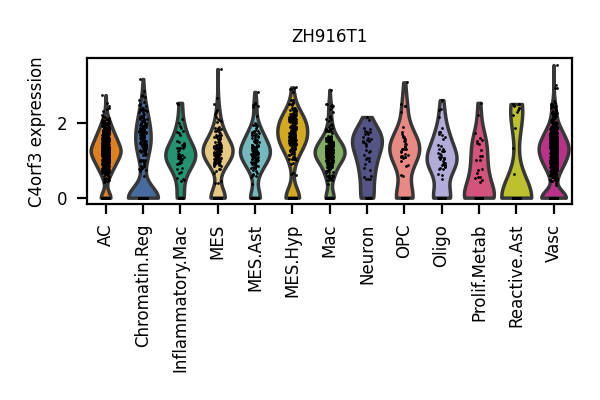 ZH916T1
C4orf3 expression
2
0
AC
Chromatin.Reg
Inflammatory.Mac
MES
MES.Ast
MES.Hyp
Mac
Neuron
OPC
Oligo
Prolif.Metab
Reactive.Ast
Vasc